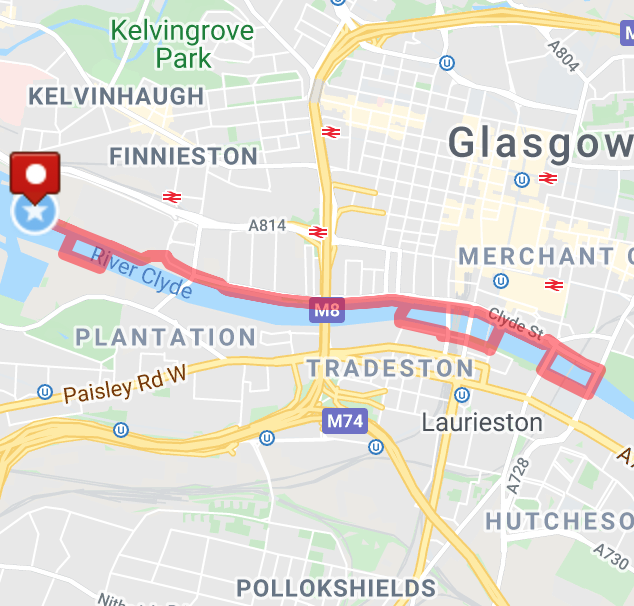 Kelvingrove
Park
M
A804
KELVINHAUGH
U
Glasgow
FINNIESTON
U
A814
MERCHANT C
River Clyde
U
M8
Clyde St
PLANTATION
TRADESTON
Paisley Rd W
U
U
Laurieston
M74
U
U
U
A
A728
HUTCHESO
A730
POLLOKSHIELDS